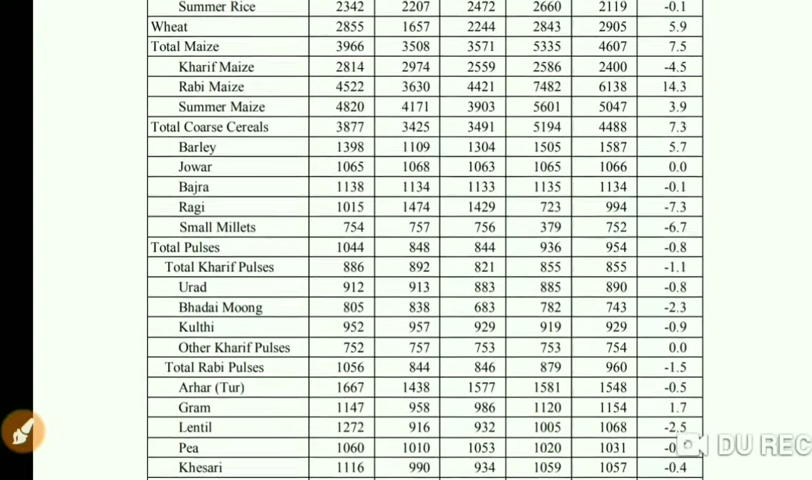 Summer Rice 2342 2207 2472 2660 2119 -0.1
Wheat 2855 1657 2244 2843 2905 5.9
Total Maize 3966 3508 3571 5335 4607 7.5
Kharif Maize 2814 2974 2559 2586 2400 -4.5
Rabi Maize 4522 3630 4421 7482 6138 14.3
Summer Maize 4820 4171 3903 5601 5047 3.9
Total Coarse Cereals 3877 3425 3491 5194 4488 7.3
Barley 1398 1109 1304 1505 1587 5.7
Jowar 1065 1068 1063 1065 1066 0.0
Bajra 1138 1134 1133 1135 1134 -0.1
Ragi 1015 1474 1429 723 994 -7.3
Small Millets 754 757 756 379 752 -6.7
Total Pulses 1044 848 844 936 954 -0.8
Total Kharif Pulses 886 892 821 855 855 -1.1
Urad 912 913 883 885 890 -0.8
Bhadai Moong 805 838 683 782 743 -2.3
Kulthi 952 957 929 919 929 -0.9
Other Kharif Pulses 752 757 753 753 754 0.0
Total Rabi Pulses 1056 844 846 879 960 -1.5
Arhar (Tur) 1667 1438 1577 1581 1548 -0.5
Gram 1147 958 986 1120 1154 1.7
Lentil 1272 916 932 1005 1068 -2.5
Pea 1060 1010 1053 1020 1031
Khesari 1116 990 934 1059 1057 -0.4
DU REC